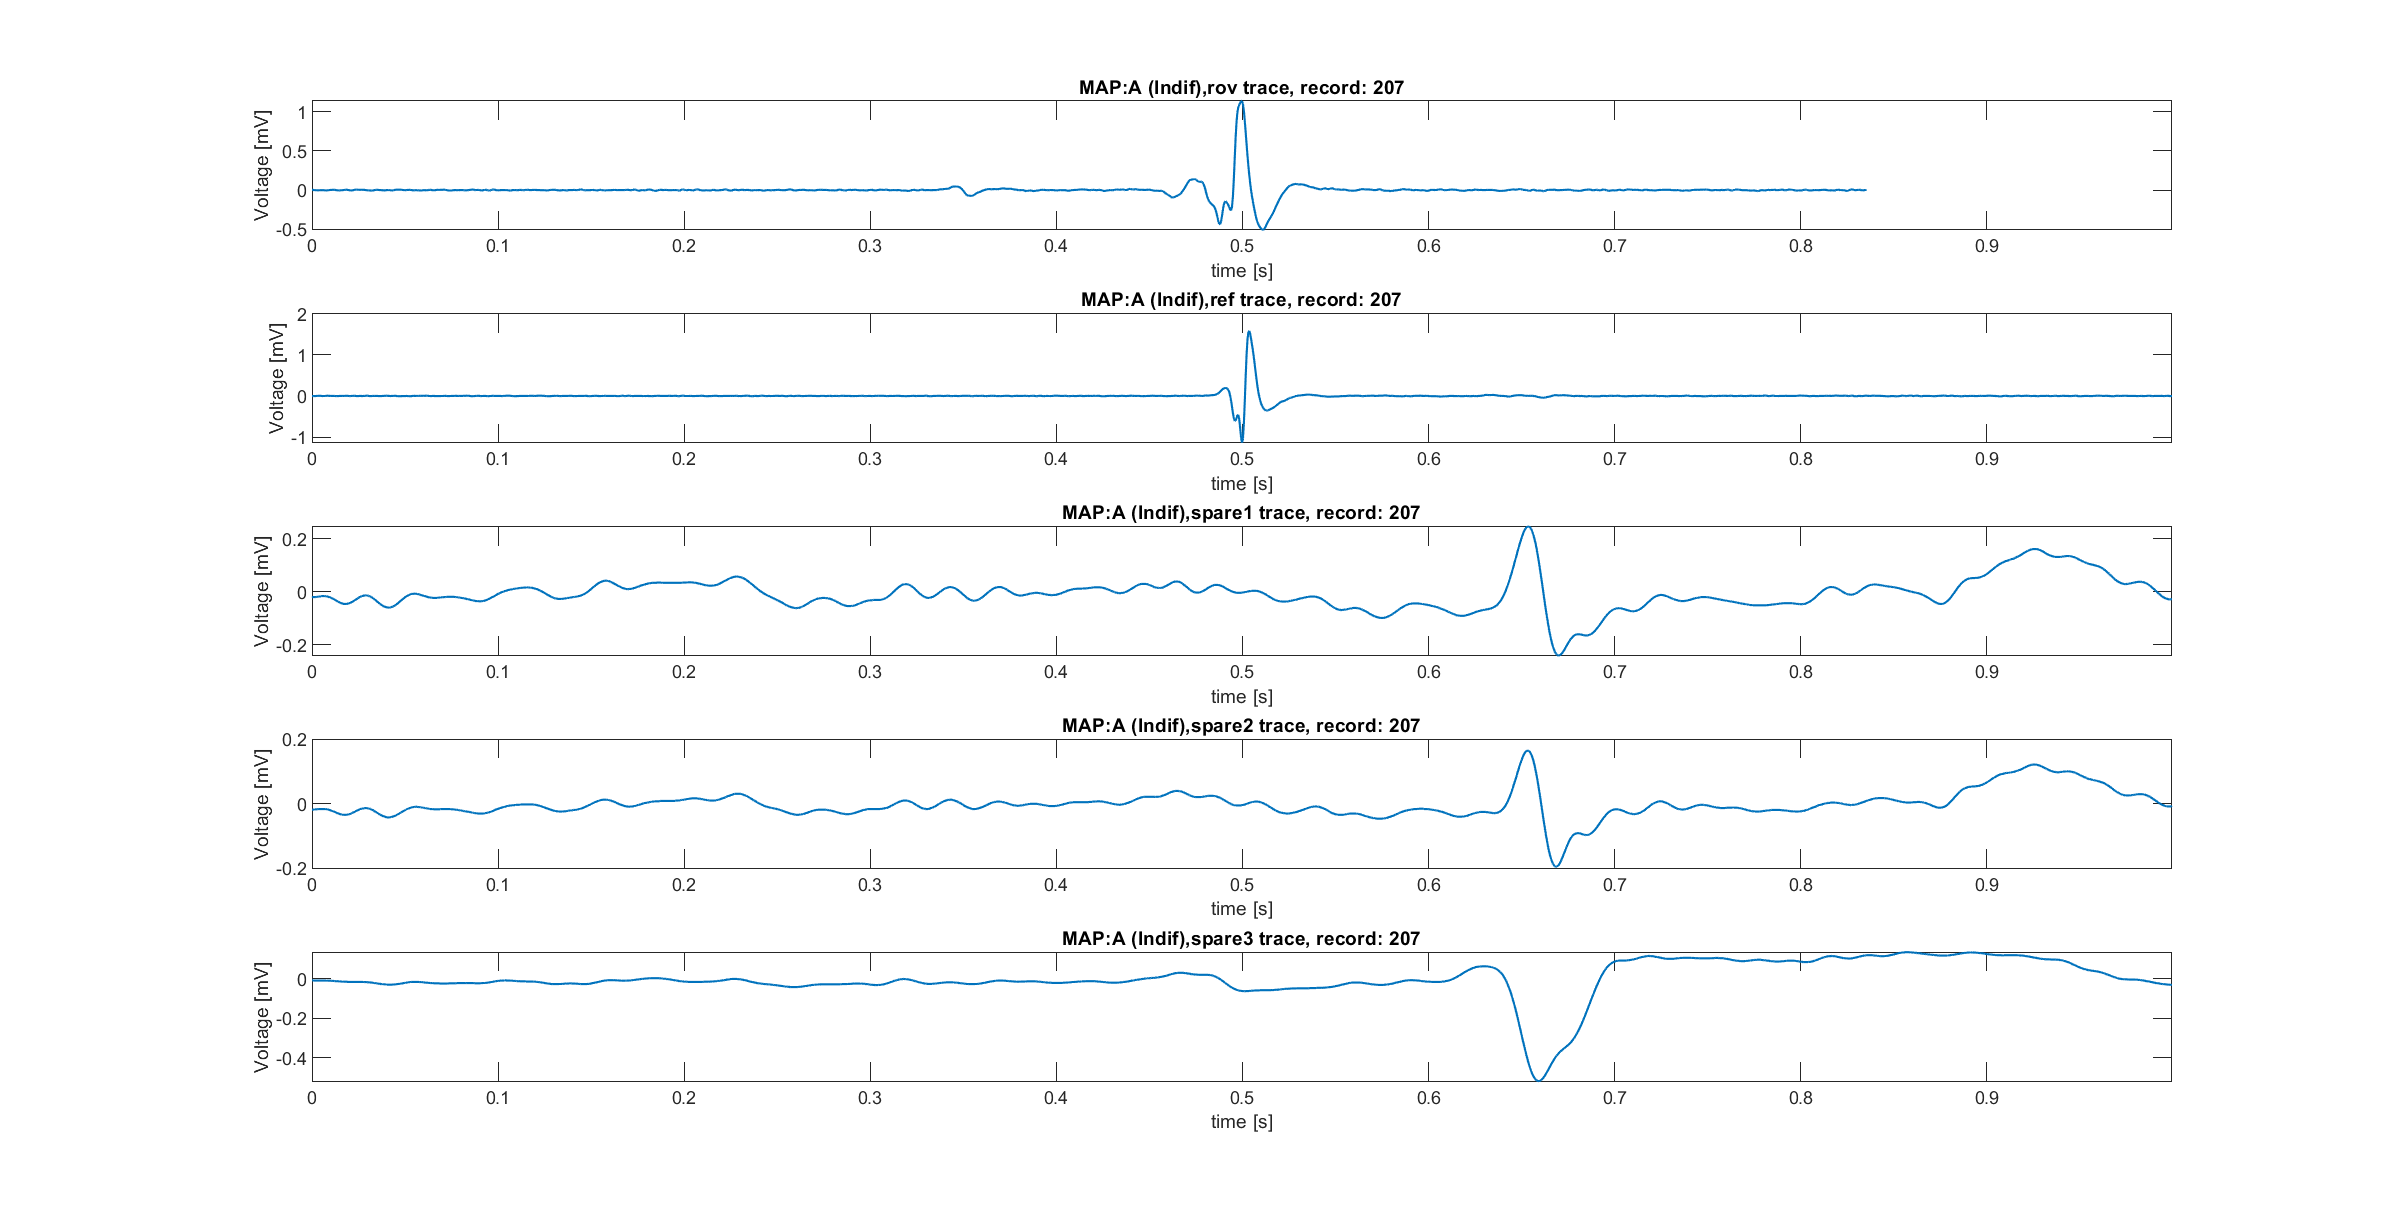 MAP:A (Indif),rov trace, record: 207
Voltage [mV]
1
0.5
0
-0.5
0 0.1 0.2 0.3 0.4 0.5 0.6 0.7 0.8 0.9
time [s]
MAP:A (Indif),ref trace, record: 207
Voltage [mV]
2
1
0
-1
0 0.1 0.2 0.3 0.4 0.5 0.6 0.7 0.8 0.9
time [s]
MAP:A (Indif),spare1 trace, record: 207
Voltage [mV]
0.2
0
-0.2
0 0.1 0.2 0.3 0.4 0.5 0.6 0.7 0.8 0.9
time [s]
MAP:A (Indif),spare2 trace, record: 207
Voltage [mV]
0.2
0
-0.2
0 0.1 0.2 0.3 0.4 0.5 0.6 0.7 0.8 0.9
time [s]
MAP:A (Indif),spare3 trace, record: 207
Voltage [mV]
0
-0.2
-0.4
0 0.1 0.2 0.3 0.4 0.5 0.6 0.7 0.8 0.9
time [s]